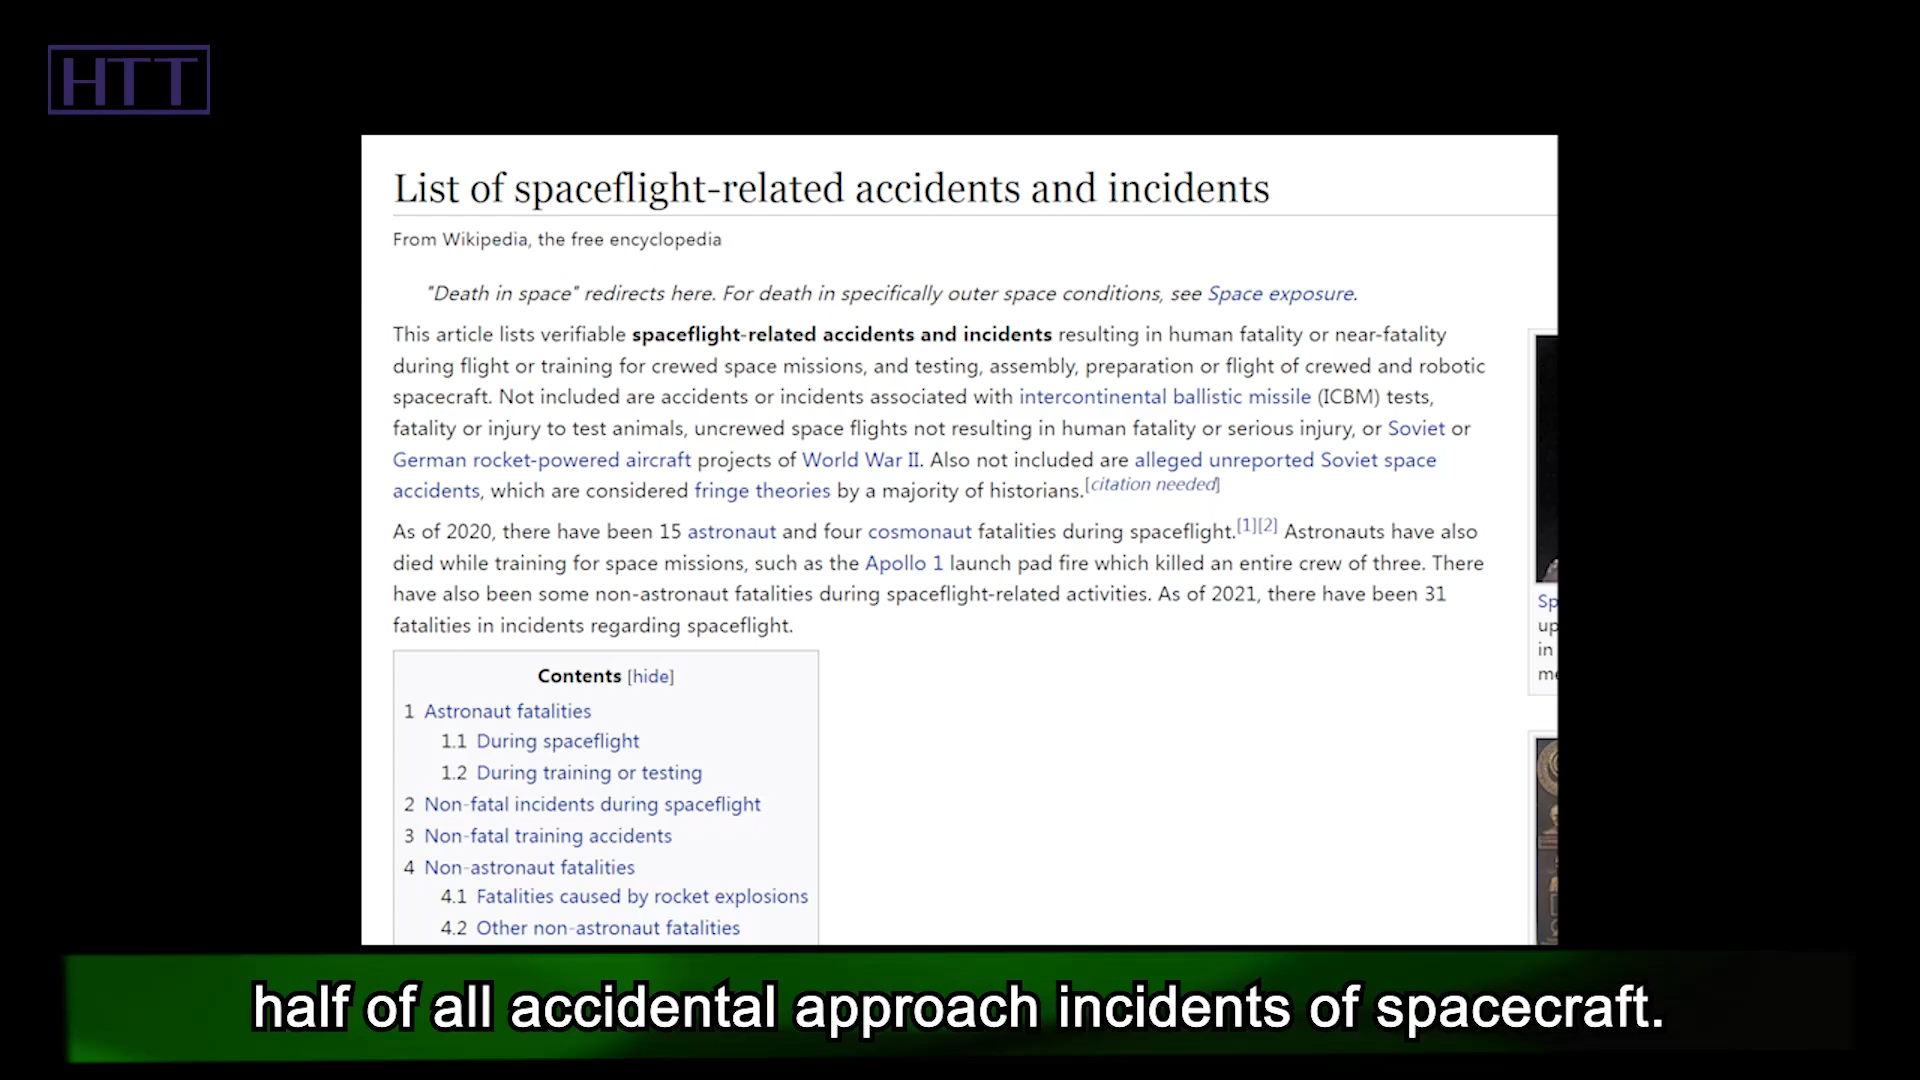 HTT
List of spaceflight-related accidents and incidents
From Wikipedia, the free encyclopedia
"Death in space" redirects here. For death in specifically outer space conditions, see Space exposure.
This article lists verifiable spaceflight-related accidents and incidents resulting in human fatality or near-fatality
during flight or training for crewed space missions, and testing, assembly, preparation or flight of crewed and robotic
spacecraft. Not included are accidents or incidents associated with intercontinental ballistic missile (ICBM) tests,
fatality or injury to test animals, uncrewed space flights not resulting in human fatality or serious injury, or Soviet or
German rocket-powered aircraft projects of World War II. Also not included are alleged unreported Soviet space
accidents, which are considered fringe theories by a majority of historians.[citation needed]
As of 2020, there have been 15 astronaut and four cosmonaut fatalities during spaceflight.[1][2] Astronauts have also
died while training for space missions, such as the Apollo 1 launch pad fire which killed an entire crew of three. There
have also been some non-astronaut fatalities during spaceflight-related activities. As of 2021, there have been 31
fatalities in incidents regarding spaceflight.
Sp
up
in
me
Contents [hide]
1 Astronaut fatalities
1.1 During spaceflight
1.2 During training or testing
2 Non-fatal incidents during spaceflight
3 Non-fatal training accidents
4 Non-astronaut fatalities
4.1 Fatalities caused by rocket explosions
4.2 Other non-astronaut fatalities
half of all accidental approach incidents of spacecraft.